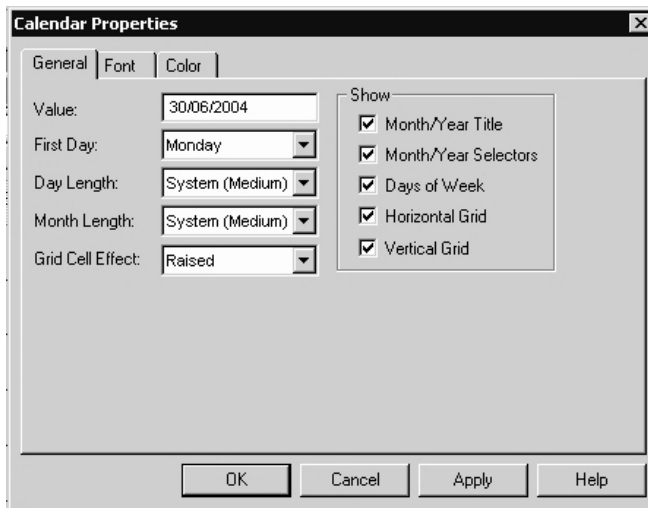 Calendar Properties
General Font Color
Value: 30/06/2004
First Day: Monday
Day Length: System (Medium)
Month Length: System (Medium)
Grid Cell Effect: Raised
Show
Month/Year Title
Month/Year Selectors
Days of Week
Horizontal Grid
Vertical Grid
OK Cancel Apply Help